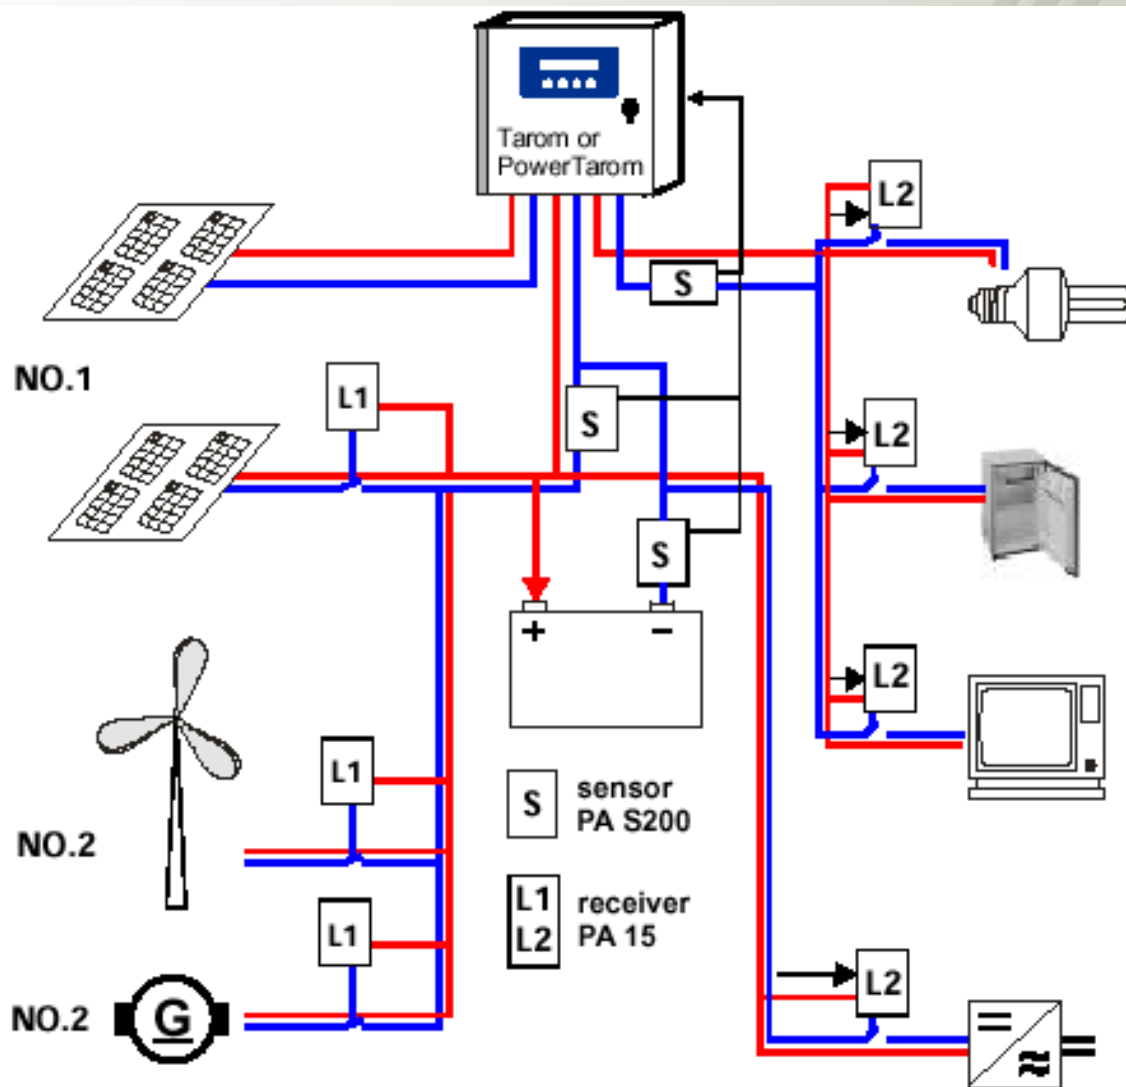 Tarom or
PowerTarom
L2
S
NO.1
L1
S
L2
S
+ −
L2
L1
S
sensor
PA S200
NO.2
L1
L1
L2
receiver
PA 15
L2
NO.2
G